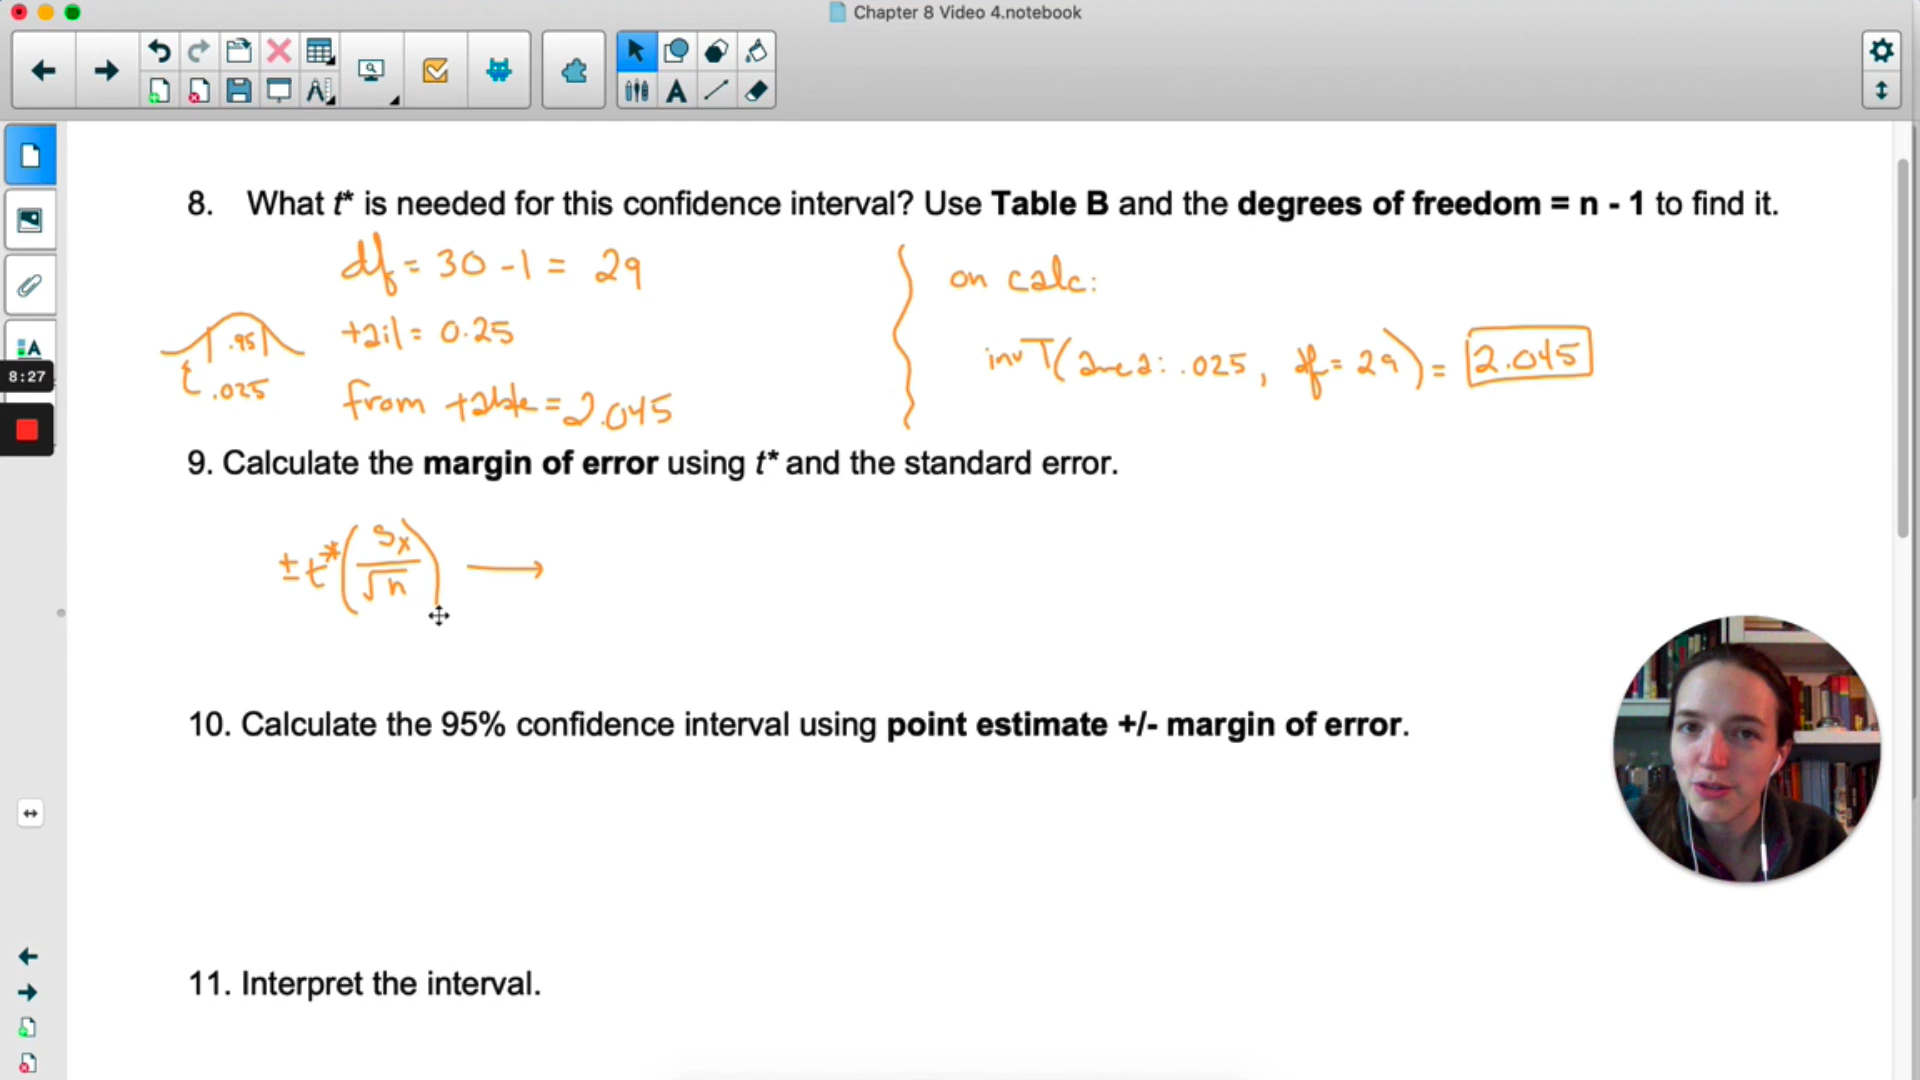 Chapter 8 Video 4.notebook
8. What t* is needed for this confidence interval? Use Table B and the degrees of freedom = n - 1 to find it.
df = 30 - 1 = 29
tail = 0.25
from table = 2.045
.95
.025
on calc:
invT(area: .025, df = 29) = 2.045
8:27
9. Calculate the margin of error using t* and the standard error.
± t* (Sx / √n) →
10. Calculate the 95% confidence interval using point estimate +/- margin of error.
11. Interpret the interval.